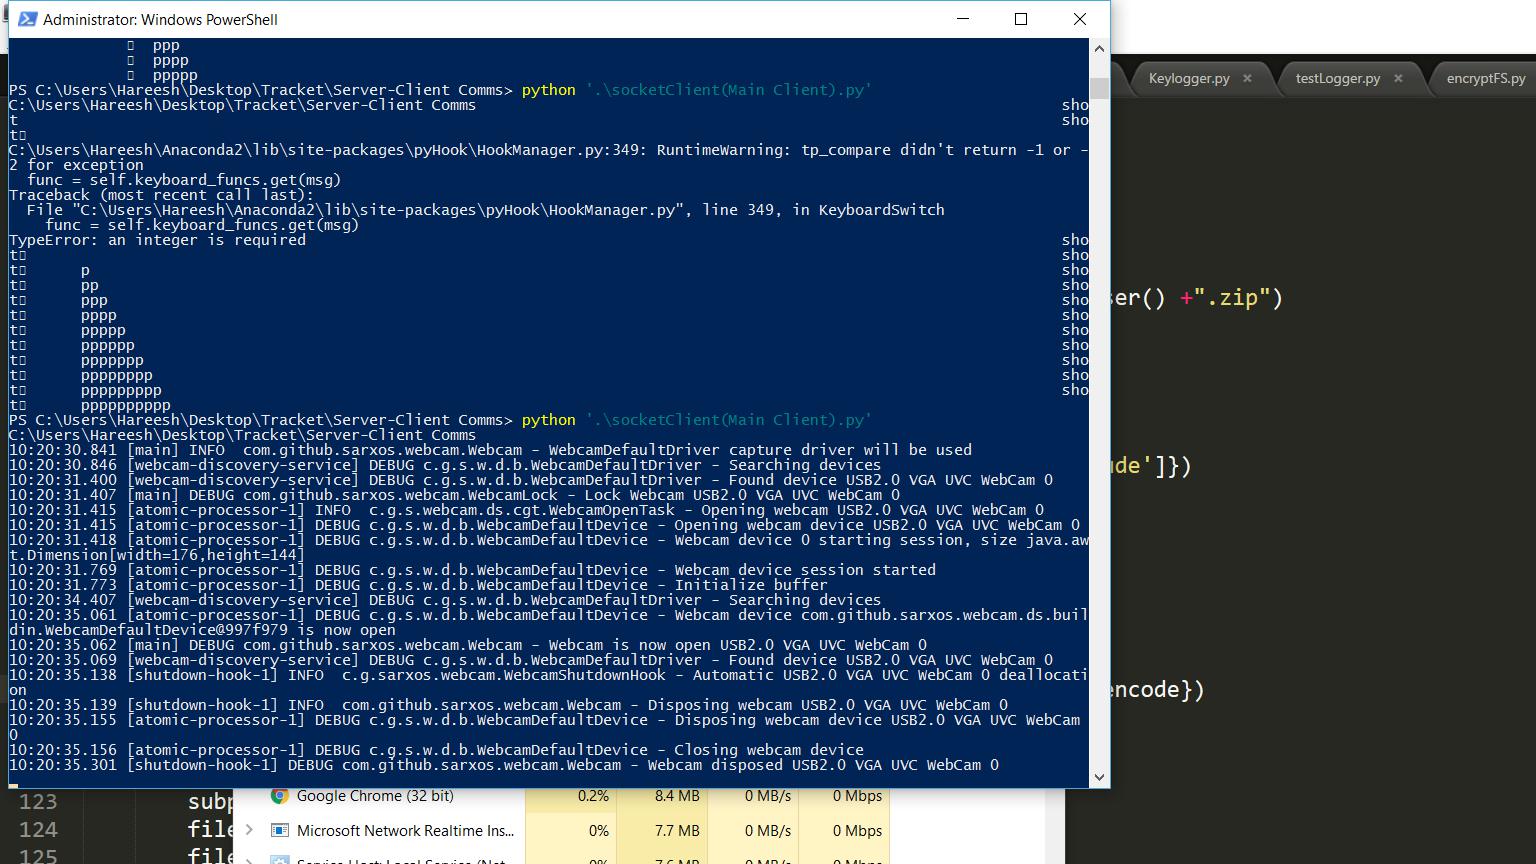 Administrator: Windows PowerShell
ppp
pppp
ppppp
PS C:\Users\Hareesh\Desktop\Tracket\Server-Client Comms> python '.\socketClient(Main Client).py'
C:\Users\Hareesh\Desktop\Tracket\Server-Client Comms sho
t sho
t
C:\Users\Hareesh\Anaconda2\lib\site-packages\pyHook\HookManager.py:349: RuntimeWarning: tp_compare didn't return -1 or -
2 for exception
func = self.keyboard_funcs.get(msg)
Traceback (most recent call last):
File "C:\Users\Hareesh\Anaconda2\lib\site-packages\pyHook\HookManager.py", line 349, in KeyboardSwitch
func = self.keyboard_funcs.get(msg)
TypeError: an integer is required sho
t sho
t p sho
t pp sho
t ppp sho
t pppp sho
t ppppp sho
t pppppp sho
t ppppppp sho
t pppppppp sho
t ppppppppp sho
t pppppppppp
PS C:\Users\Hareesh\Desktop\Tracket\Server-Client Comms> python '.\socketClient(Main Client).py'
C:\Users\Hareesh\Desktop\Tracket\Server-Client Comms
10:20:30.841 [main] INFO  com.github.sarxos.webcam.Webcam - WebcamDefaultDriver capture driver will be used
10:20:30.846 [webcam-discovery-service] DEBUG c.g.s.w.d.b.WebcamDefaultDriver - Searching devices
10:20:31.400 [webcam-discovery-service] DEBUG c.g.s.w.d.b.WebcamDefaultDriver - Found device USB2.0 VGA UVC WebCam 0
10:20:31.407 [main] DEBUG com.github.sarxos.webcam.WebcamLock - Lock Webcam USB2.0 VGA UVC WebCam 0
10:20:31.415 [atomic-processor-1] INFO  c.g.s.webcam.ds.cgt.WebcamOpenTask - Opening webcam USB2.0 VGA UVC WebCam 0
10:20:31.415 [atomic-processor-1] DEBUG c.g.s.w.d.b.WebcamDefaultDevice - Opening webcam device USB2.0 VGA UVC WebCam 0
10:20:31.418 [atomic-processor-1] DEBUG c.g.s.w.d.b.WebcamDefaultDevice - Webcam device 0 starting session, size java.aw
t.Dimension[width=176,height=144]
10:20:31.769 [atomic-processor-1] DEBUG c.g.s.w.d.b.WebcamDefaultDevice - Webcam device session started
10:20:31.773 [atomic-processor-1] DEBUG c.g.s.w.d.b.WebcamDefaultDevice - Initialize buffer
10:20:34.407 [webcam-discovery-service] DEBUG c.g.s.w.d.b.WebcamDefaultDriver - Searching devices
10:20:35.061 [atomic-processor-1] DEBUG c.g.s.w.d.b.WebcamDefaultDevice - Webcam device com.github.sarxos.webcam.ds.buil
din.WebcamDefaultDevice@997f979 is now open
10:20:35.062 [main] DEBUG com.github.sarxos.webcam.Webcam - Webcam is now open USB2.0 VGA UVC WebCam 0
10:20:35.069 [webcam-discovery-service] DEBUG c.g.s.w.d.b.WebcamDefaultDriver - Found device USB2.0 VGA UVC WebCam 0
10:20:35.138 [shutdown-hook-1] INFO  c.g.sarxos.webcam.WebcamShutdownHook - Automatic USB2.0 VGA UVC WebCam 0 deallocati
on
10:20:35.139 [shutdown-hook-1] INFO  com.github.sarxos.webcam.Webcam - Disposing webcam USB2.0 VGA UVC WebCam 0
10:20:35.155 [atomic-processor-1] DEBUG c.g.s.w.d.b.WebcamDefaultDevice - Disposing webcam device USB2.0 VGA UVC WebCam
0
10:20:35.156 [atomic-processor-1] DEBUG c.g.s.w.d.b.WebcamDefaultDevice - Closing webcam device
10:20:35.301 [shutdown-hook-1] DEBUG com.github.sarxos.webcam.Webcam - Webcam disposed USB2.0 VGA UVC WebCam 0
Keylogger.py × testLogger.py × encryptFS.py
ser() +".zip")
ude']})
encode})
123 subp
124 file
125 file
Google Chrome (32 bit) 0.2% 8.4 MB 0 MB/s 0 Mbps
Microsoft Network Realtime Ins... 0% 7.7 MB 0 MB/s 0 Mbps
Service Host: Local Service (Net... 0% 7.6 MB 0 MB/s 0 Mbps